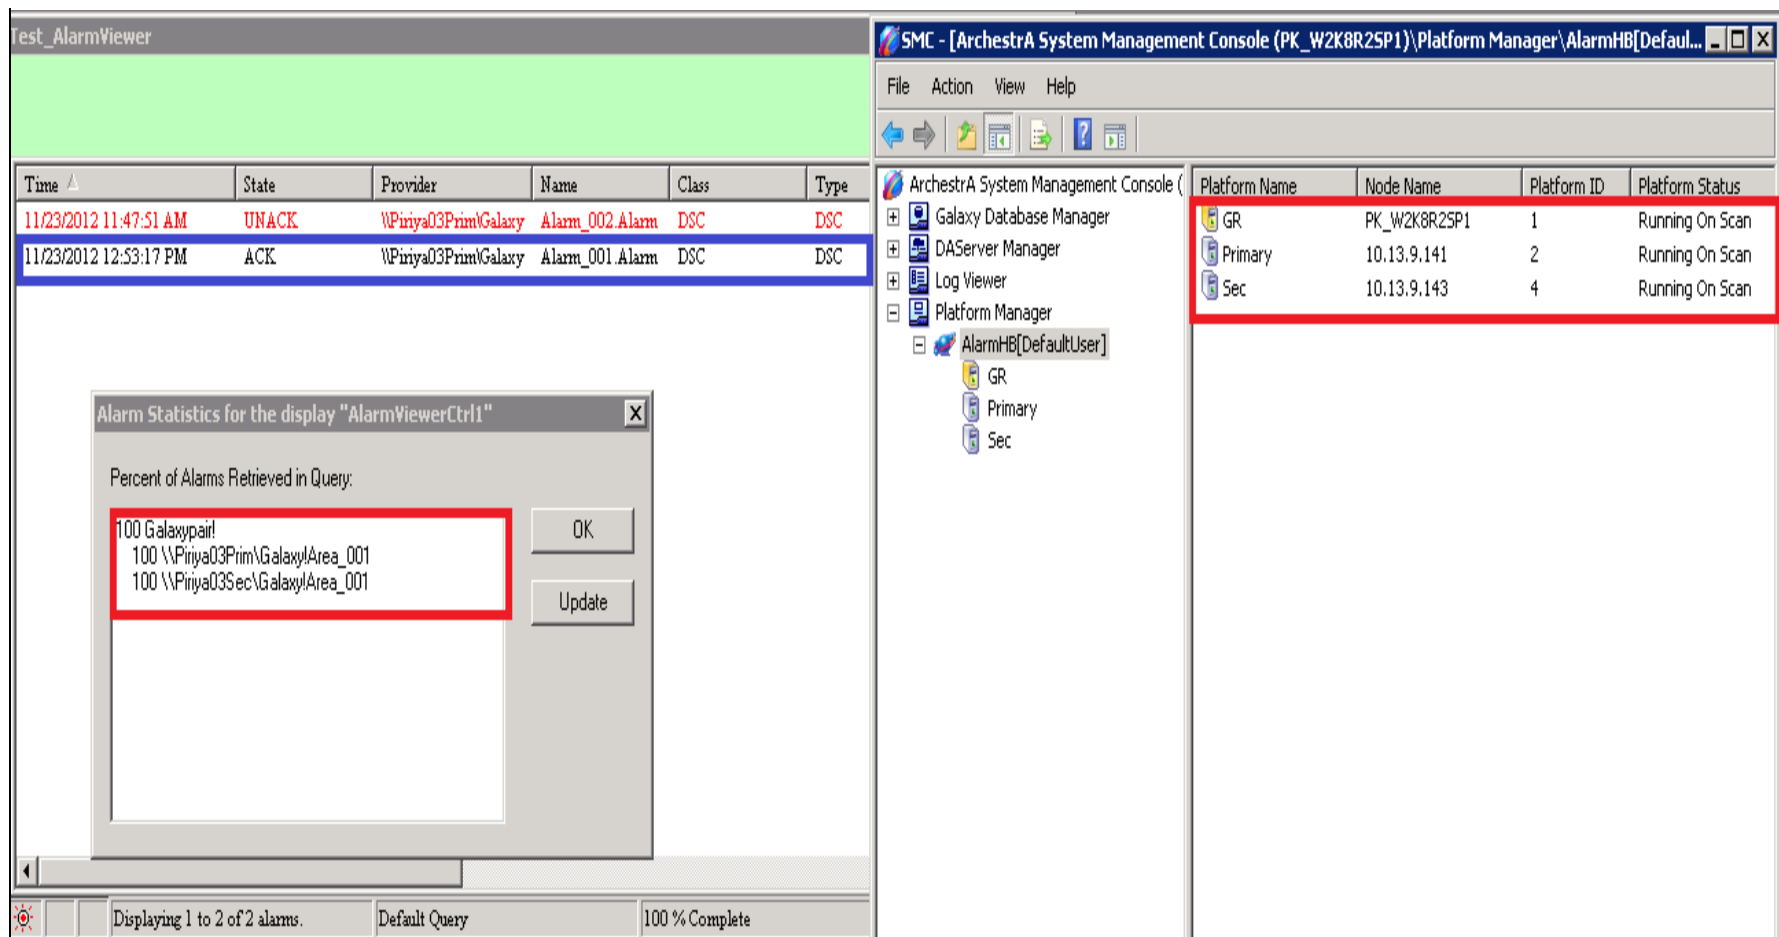 Test_AlarmViewer
Time State Provider Name Class Type
11/23/2012 11:47:51 AM UNACK \\Piriya03Prim\Galaxy Alarm_002.Alarm DSC DSC
11/23/2012 12:53:17 PM ACK \\Piriya03Prim\Galaxy Alarm_001.Alarm DSC DSC
Alarm Statistics for the display "AlarmViewerCtrl1"
Percent of Alarms Retrieved in Query:
100 Galaxypair!
100 \\Piriya03Prim\Galaxy!Area_001
100 \\Piriya03Sec\Galaxy!Area_001
OK
Update
Displaying 1 to 2 of 2 alarms. Default Query 100 % Complete
SMC - [ArchestrA System Management Console (PK_W2K8R2SP1)\Platform Manager\AlarmHB[Defaul...
File Action View Help
ArchestrA System Management Console (
Galaxy Database Manager
DAServer Manager
Log Viewer
Platform Manager
AlarmHB[DefaultUser]
GR
Primary
Sec
Platform Name Node Name Platform ID Platform Status
GR PK_W2K8R2SP1 1 Running On Scan
Primary 10.13.9.141 2 Running On Scan
Sec 10.13.9.143 4 Running On Scan